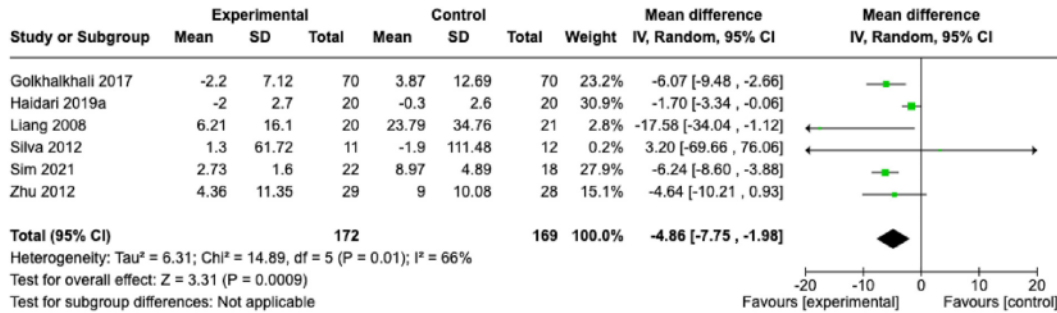 Experimental Control Mean difference Mean difference
Study or Subgroup Mean SD Total Mean SD Total Weight IV, Random, 95% CI IV, Random, 95% CI
Golkhalkhali 2017 -2.2 7.12 70 3.87 12.69 70 23.2% -6.07 [-9.48 , -2.66]
Haidari 2019a -2 2.7 20 -0.3 2.6 20 30.9% -1.70 [-3.34 , -0.06]
Liang 2008 6.21 16.1 20 23.79 34.76 21 2.8% -17.58 [-34.04 , -1.12]
Silva 2012 1.3 61.72 11 -1.9 111.48 12 0.2% 3.20 [-69.66 , 76.06]
Sim 2021 2.73 1.6 22 8.97 4.89 18 27.9% -6.24 [-8.60 , -3.88]
Zhu 2012 4.36 11.35 29 9 10.08 28 15.1% -4.64 [-10.21 , 0.93]
Total (95% CI) 172 169 100.0% -4.86 [-7.75 , -1.98]
Heterogeneity: Tau² = 6.31; Chi² = 14.89, df = 5 (P = 0.01); I² = 66%
Test for overall effect: Z = 3.31 (P = 0.0009)
Test for subgroup differences: Not applicable
-20 -10 0 10 20
Favours [experimental] Favours [control]